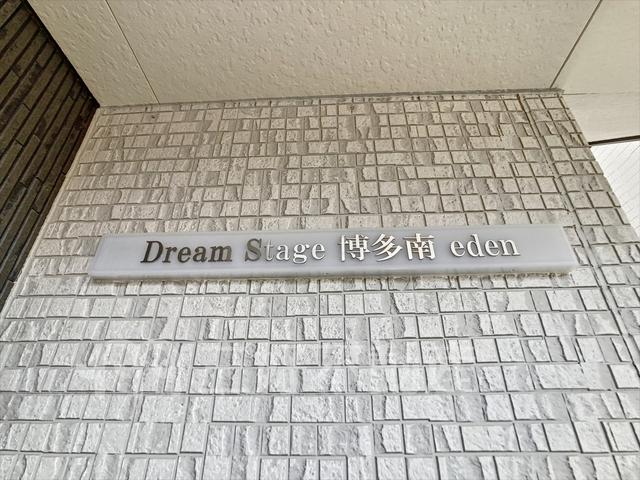 Dream Stage 博多南 eden